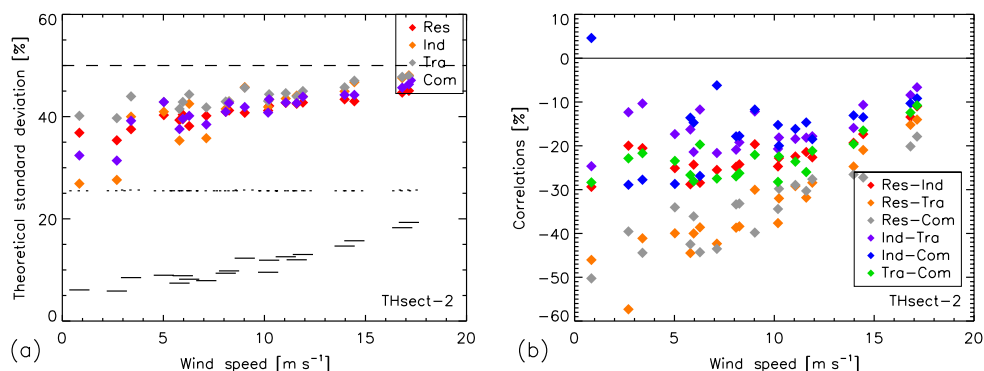 Theoretical standard deviation [%]
60
40
20
0
0 5 10 15 20
Wind speed [m s⁻¹]
Res
Ind
Tra
Com
THsect-2
(a)
Correlations [%]
0
-10
-20
-30
-40
-50
-60
0 5 10 15 20
Wind speed [m s⁻¹]
Res-Ind
Res-Tra
Res-Com
Ind-Tra
Ind-Com
Tra-Com
THsect-2
(b)